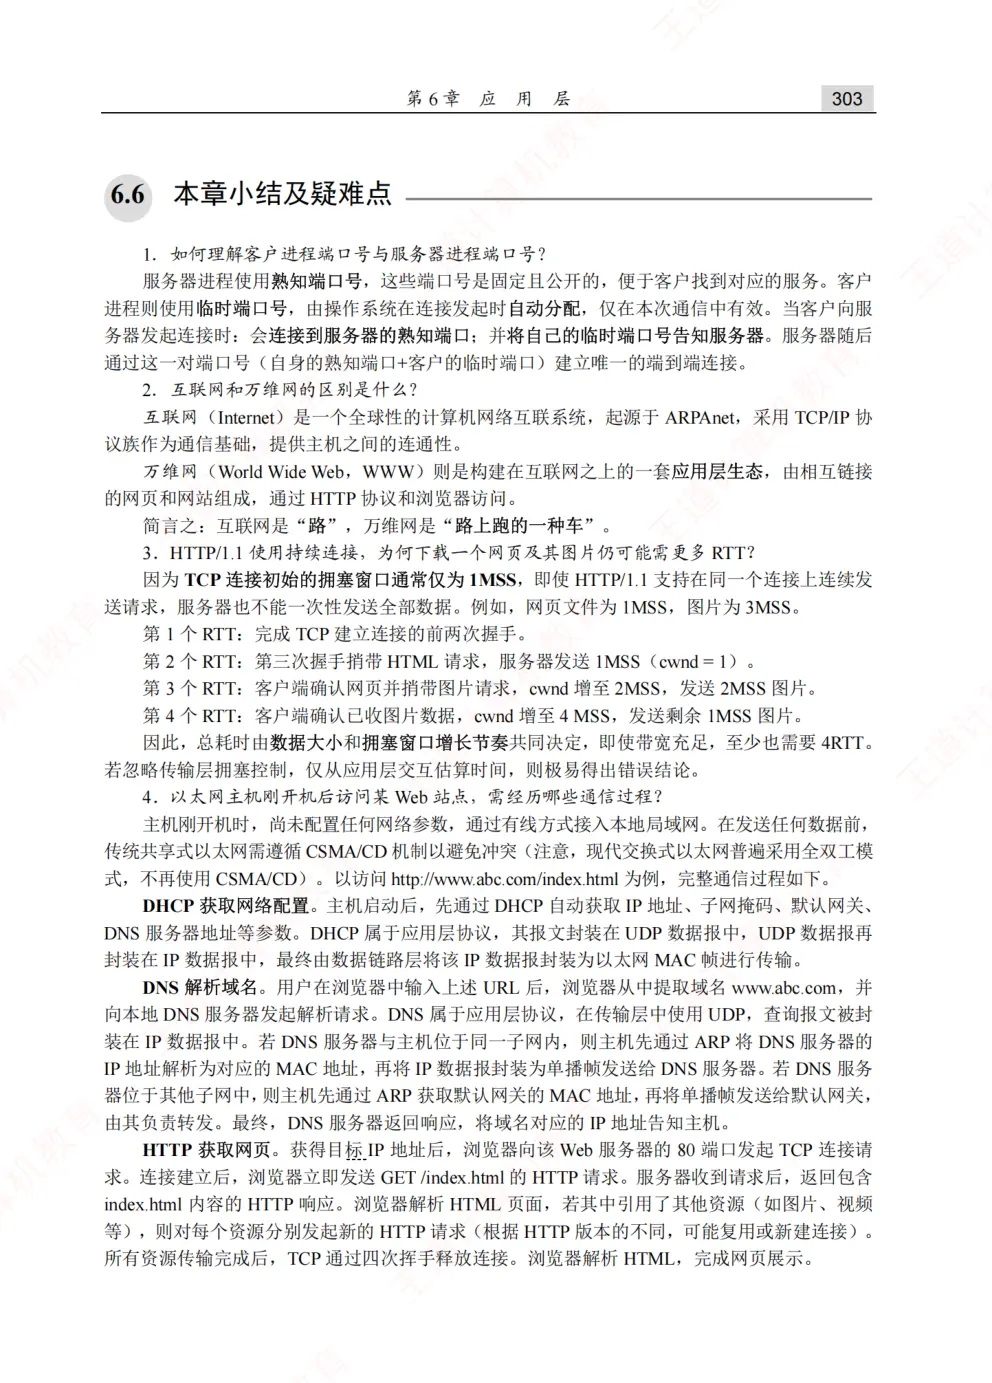 第6章 应 用 层 303
6.6 本章小结及疑难点
1. 如何理解客户进程端口号与服务器进程端口号?
服务器进程使用熟知端口号，这些端口号是固定且公开的，便于客户找到对应的服务。客户
进程则使用临时端口号，由操作系统在连接发起时自动分配，仅在本次通信中有效。当客户向服
务器发起连接时：会连接到服务器的熟知端口；并将自己的临时端口号告知服务器。服务器随后
通过这一对端口号（自身的熟知端口+客户的临时端口）建立唯一的端到端连接。
2. 互联网和万维网的区别是什么?
互联网（Internet）是一个全球性的计算机网络互联系统，起源于 ARPAnet，采用 TCP/IP 协
议族作为通信基础，提供主机之间的连通性。
万维网（World Wide Web，WWW）则是构建在互联网之上的一套应用层生态，由相互链接
的网页和网站组成，通过 HTTP 协议和浏览器访问。
简言之：互联网是“路”，万维网是“路上跑的一种车”。
3. HTTP/1.1 使用持续连接，为何下载一个网页及其图片仍可能需更多 RTT?
因为 TCP 连接初始的拥塞窗口通常仅为 1MSS，即使 HTTP/1.1 支持在同一个连接上连续发
送请求，服务器也不能一次性发送全部数据。例如，网页文件为 1MSS，图片为 3MSS。
第 1 个 RTT：完成 TCP 建立连接的前两次握手。
第 2 个 RTT：第三次握手捎带 HTML 请求，服务器发送 1MSS（cwnd = 1）。
第 3 个 RTT：客户端确认网页并捎带图片请求，cwnd 增至 2MSS，发送 2MSS 图片。
第 4 个 RTT：客户端确认已收图片数据，cwnd 增至 4 MSS，发送剩余 1MSS 图片。
因此，总耗时由数据大小和拥塞窗口增长节奏共同决定，即使带宽充足，至少也需要 4RTT。
若忽略传输层拥塞控制，仅从应用层交互估算时间，则极易得出错误结论。
4. 以太网主机刚开机后访问某 Web 站点，需经历哪些通信过程?
主机刚开机时，尚未配置任何网络参数，通过有线方式接入本地局域网。在发送任何数据前，
传统共享式以太网需遵循 CSMA/CD 机制以避免冲突（注意，现代交换式以太网普遍采用全双工模
式，不再使用 CSMA/CD）。以访问 http://www.abc.com/index.html 为例，完整通信过程如下。
DHCP 获取网络配置。主机启动后，先通过 DHCP 自动获取 IP 地址、子网掩码、默认网关、
DNS 服务器地址等参数。DHCP 属于应用层协议，其报文封装在 UDP 数据报中，UDP 数据报再
封装在 IP 数据报中，最终由数据链路层将该 IP 数据报封装为以太网 MAC 帧进行传输。
DNS 解析域名。用户在浏览器中输入上述 URL 后，浏览器从中提取域名 www.abc.com，并
向本地 DNS 服务器发起解析请求。DNS 属于应用层协议，在传输层中使用 UDP，查询报文被封
装在 IP 数据报中。若 DNS 服务器与主机位于同一子网内，则主机先通过 ARP 将 DNS 服务器的
IP 地址解析为对应的 MAC 地址，再将 IP 数据报封装为单播帧发送给 DNS 服务器。若 DNS 服务
器位于其他子网中，则主机先通过 ARP 获取默认网关的 MAC 地址，再将单播帧发送给默认网关，
由其负责转发。最终，DNS 服务器返回响应，将域名对应的 IP 地址告知主机。
HTTP 获取网页。获得目标 IP 地址后，浏览器向该 Web 服务器的 80 端口发起 TCP 连接请
求。连接建立后，浏览器立即发送 GET /index.html 的 HTTP 请求。服务器收到请求后，返回包含
index.html 内容的 HTTP 响应。浏览器解析 HTML 页面，若其中引用了其他资源（如图片、视频
等），则对每个资源分别发起新的 HTTP 请求（根据 HTTP 版本的不同，可能复用或新建连接）。
所有资源传输完成后，TCP 通过四次挥手释放连接。浏览器解析 HTML，完成网页展示。